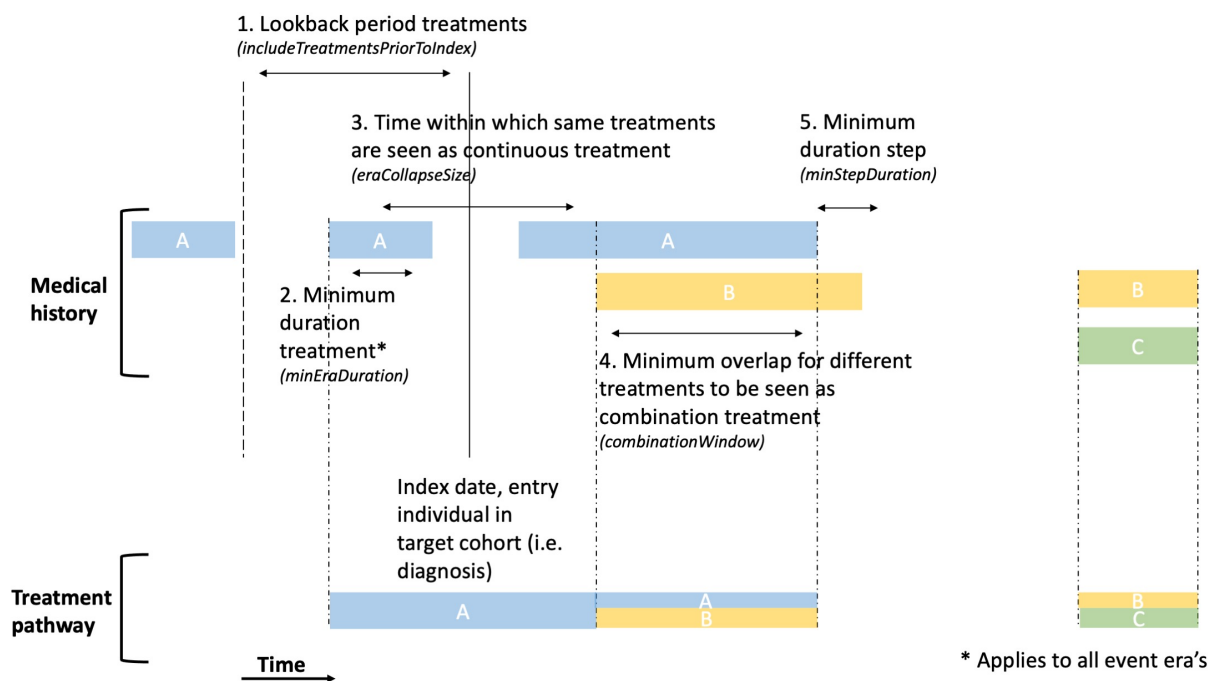 1. Lookback period treatments
(includeTreatmentsPriorToIndex)
3. Time within which same treatments
are seen as continuous treatment
(eraCollapseSize)
5. Minimum
duration step
(minStepDuration)
A
A
A
B
B
C
Medical
history
2. Minimum
duration
treatment*
(minEraDuration)
4. Minimum overlap for different
treatments to be seen as
combination treatment
(combinationWindow)
Index date, entry
individual in
target cohort (i.e.
diagnosis)
Treatment
pathway
A
A
B
B
C
Time
* Applies to all event era's